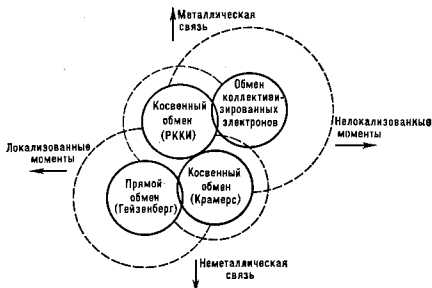 Металлическая
связь
Обмен
коллективи-
зированных
электронов
Косвенный
обмен
(РККИ)
Нелокализованные
моменты
Локализованные
моменты
Прямой
обмен
(Гейзенберг)
Косвенный
обмен
(Крамерс)
Неметаллическая
связь